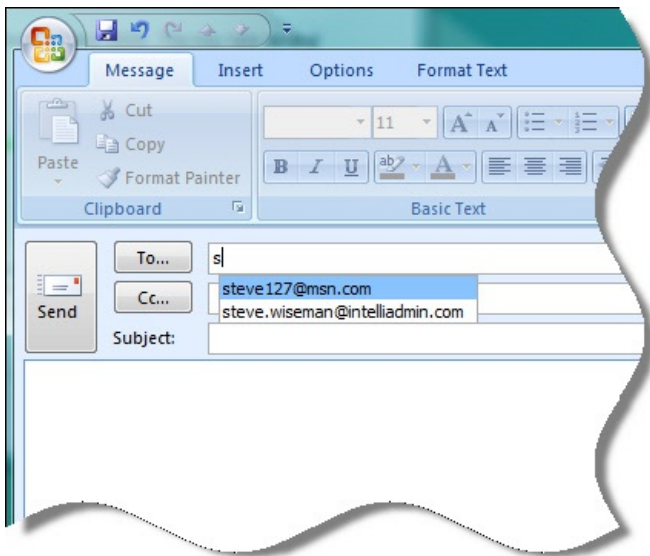 Message Insert Options Format Text
Cut
Copy
Paste
Format Painter
11
A A
B I U ab A
Clipboard Basic Text
To... s
steve127@msn.com
Cc...
steve.wiseman@intelliadmin.com
Send
Subject: